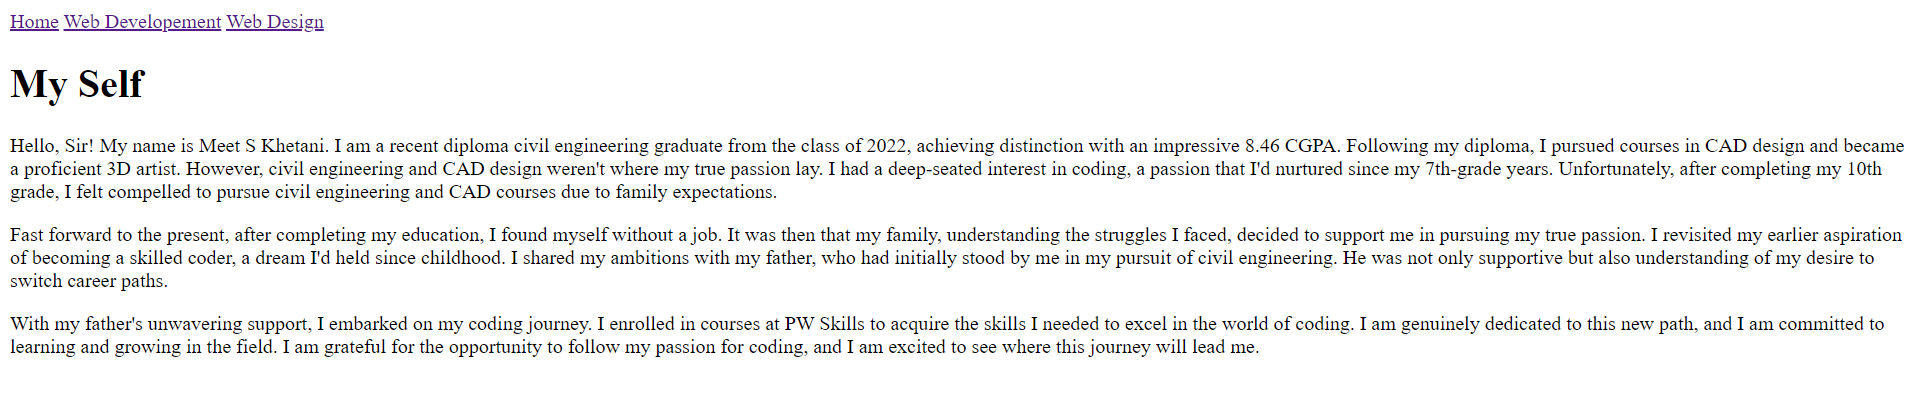 Home Web Developement Web Design
My Self
Hello, Sir! My name is Meet S Khetani. I am a recent diploma civil engineering graduate from the class of 2022, achieving distinction with an impressive 8.46 CGPA. Following my diploma, I pursued courses in CAD design and became
a proficient 3D artist. However, civil engineering and CAD design weren't where my true passion lay. I had a deep-seated interest in coding, a passion that I'd nurtured since my 7th-grade years. Unfortunately, after completing my 10th
grade, I felt compelled to pursue civil engineering and CAD courses due to family expectations.
Fast forward to the present, after completing my education, I found myself without a job. It was then that my family, understanding the struggles I faced, decided to support me in pursuing my true passion. I revisited my earlier aspiration
of becoming a skilled coder, a dream I'd held since childhood. I shared my ambitions with my father, who had initially stood by me in my pursuit of civil engineering. He was not only supportive but also understanding of my desire to
switch career paths.
With my father's unwavering support, I embarked on my coding journey. I enrolled in courses at PW Skills to acquire the skills I needed to excel in the world of coding. I am genuinely dedicated to this new path, and I am committed to
learning and growing in the field. I am grateful for the opportunity to follow my passion for coding, and I am excited to see where this journey will lead me.